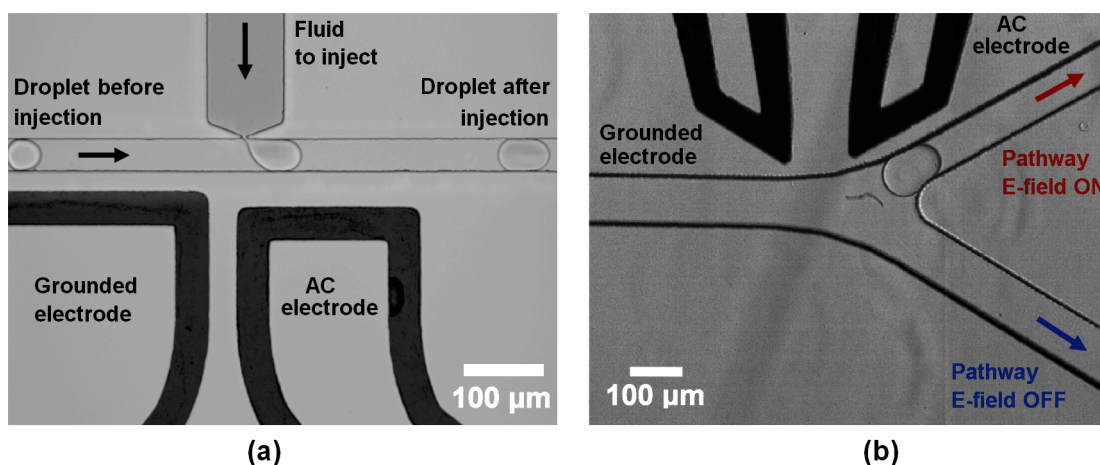 Fluid
to inject
Droplet before
injection
Droplet after
injection
Grounded
electrode
AC
electrode
100 µm
(a)
AC
electrode
Grounded
electrode
Pathway
E-field ON
Pathway
E-field OFF
100 µm
(b)